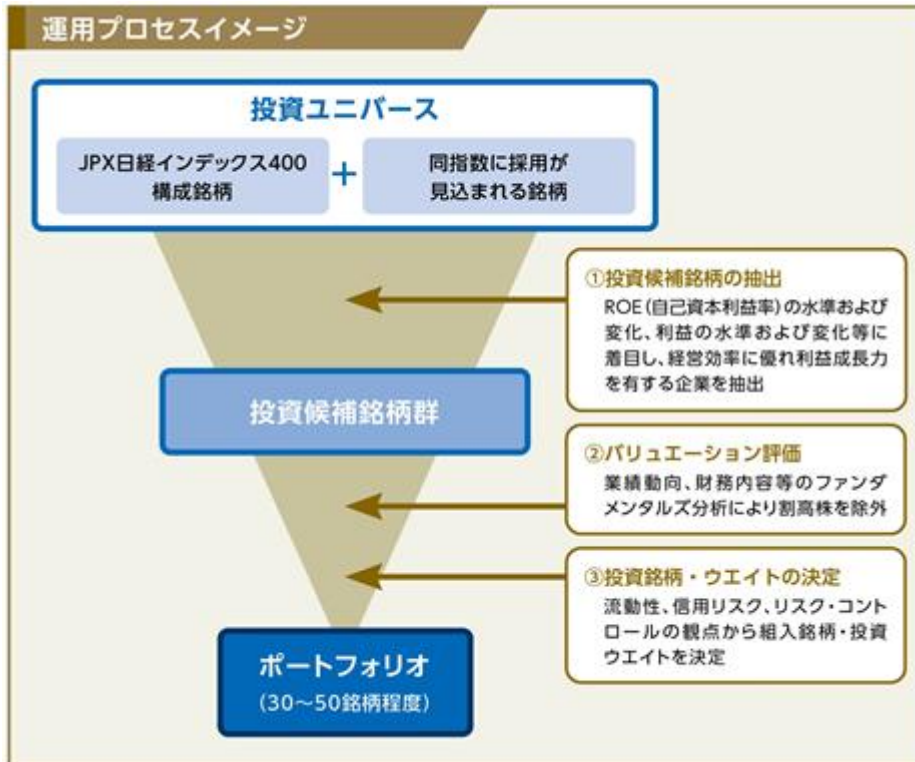 運用プロセスイメージ
投資ユニバース
JPX日経インデックス400
構成銘柄
+
同指数に採用が
見込まれる銘柄
①投資候補銘柄の抽出
ROE(自己資本利益率)の水準および
変化、利益の水準および変化等に
着目し、経営効率に優れ利益成長力
を有する企業を抽出
投資候補銘柄群
②バリュエーション評価
業績動向、財務内容等のファンダ
メンタルズ分析により割高株を除外
③投資銘柄・ウエイトの決定
流動性、信用リスク、リスク・コント
ロールの観点から組入銘柄・投資
ウエイトを決定
ポートフォリオ
(30〜50銘柄程度)